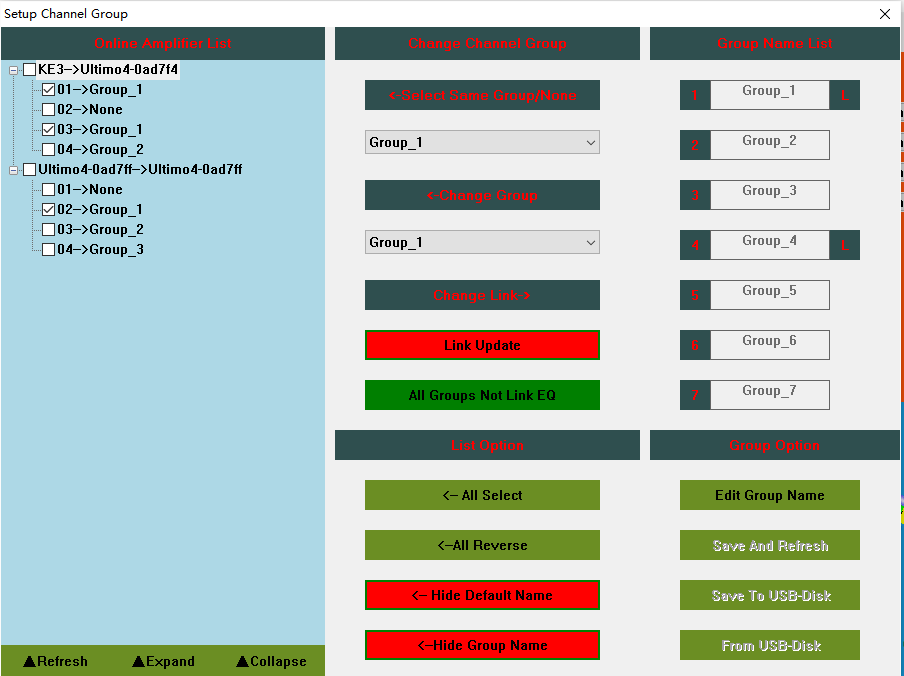 Setup Channel Group
Online Amplifier List
KE3->Ultimo4-0ad7f4
01->Group_1
02->None
03->Group_1
04->Group_2
Ultimo4-0ad7ff->Ultimo4-0ad7ff
01->None
02->Group_1
03->Group_2
04->Group_3
▲Refresh ▲Expand ▲Collapse
Change Channel Group
< Select Some Group/None
Group_1
< Change Group
Group_1
Change Link >
Link Update
All Groups Not Link EQ
List Option
<- All Select
<-All Reverse
<- Hide Default Name
<-Hide Group Name
Group Name List
1 Group_1 L
2 Group_2
3 Group_3
4 Group_4 L
5 Group_5
6 Group_6
7 Group_7
Group Option
Edit Group Name
Save And Refresh
Save To USB-Disk
From USB-Disk